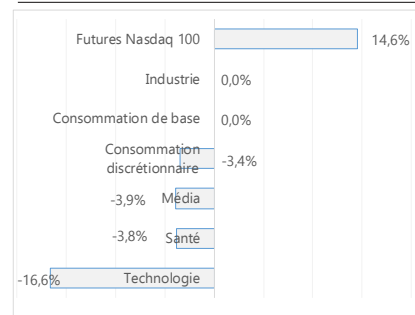 Futures Nasdaq 100 14,6%
Industrie 0,0%
Consommation de base 0,0%
Consommation
discrétionnaire -3,4%
-3,9% Média
-3,8% Santé
-16,6% Technologie